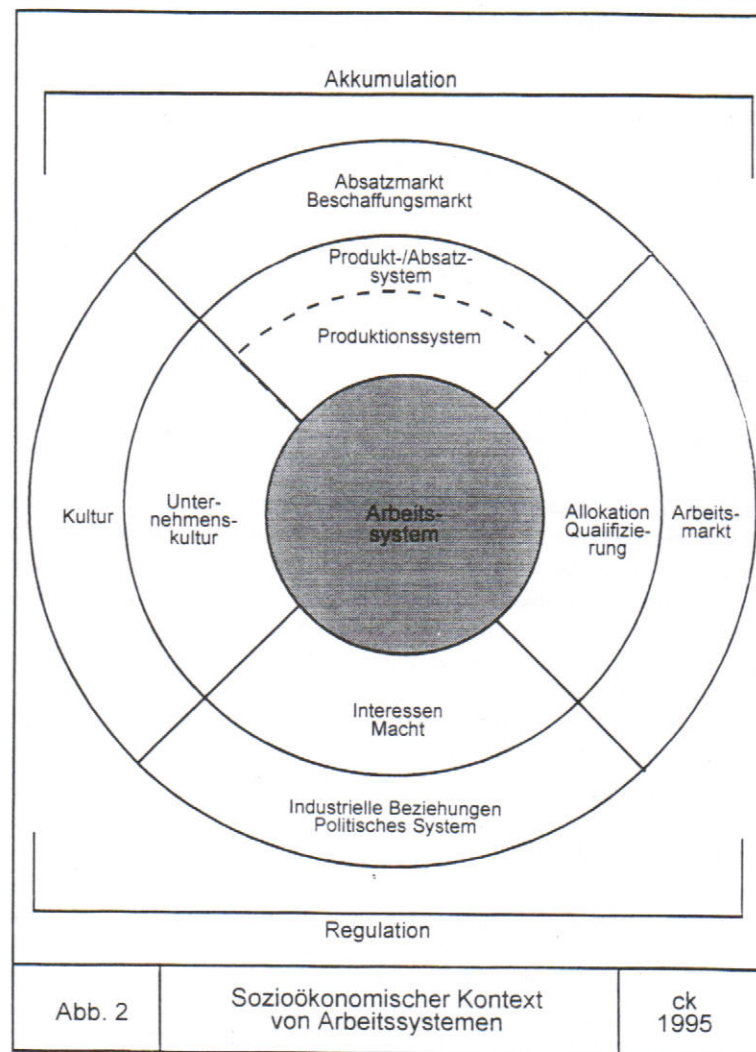 Akkumulation
Absatzmarkt
Beschaffungsmarkt
Produkt-/Absatz-
system
Produktionssystem
Kultur
Unter-
nehmens-
kultur
Arbeits-
system
Allokation
Qualifizie-
rung
Arbeits-
markt
Interessen
Macht
Industrielle Beziehungen
Politisches System
Regulation
Abb. 2
Sozioökonomischer Kontext
von Arbeitssystemen
ck
1995